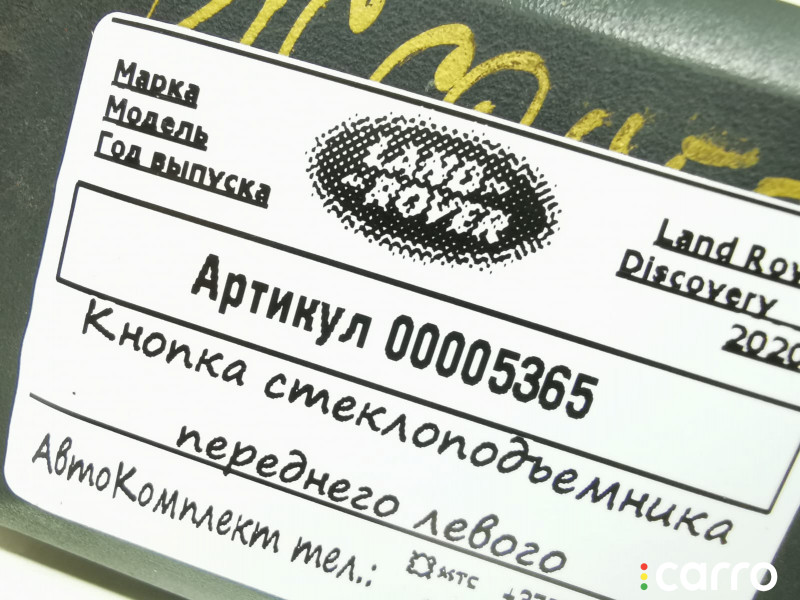 Марка
Модель
Год выпуска
LAND
ROVER
Land Rov
Discovery
2020
Артикул 00005365
Кнопка стеклоподъемника
переднего левого
АвтоКомплект тел.:
carro